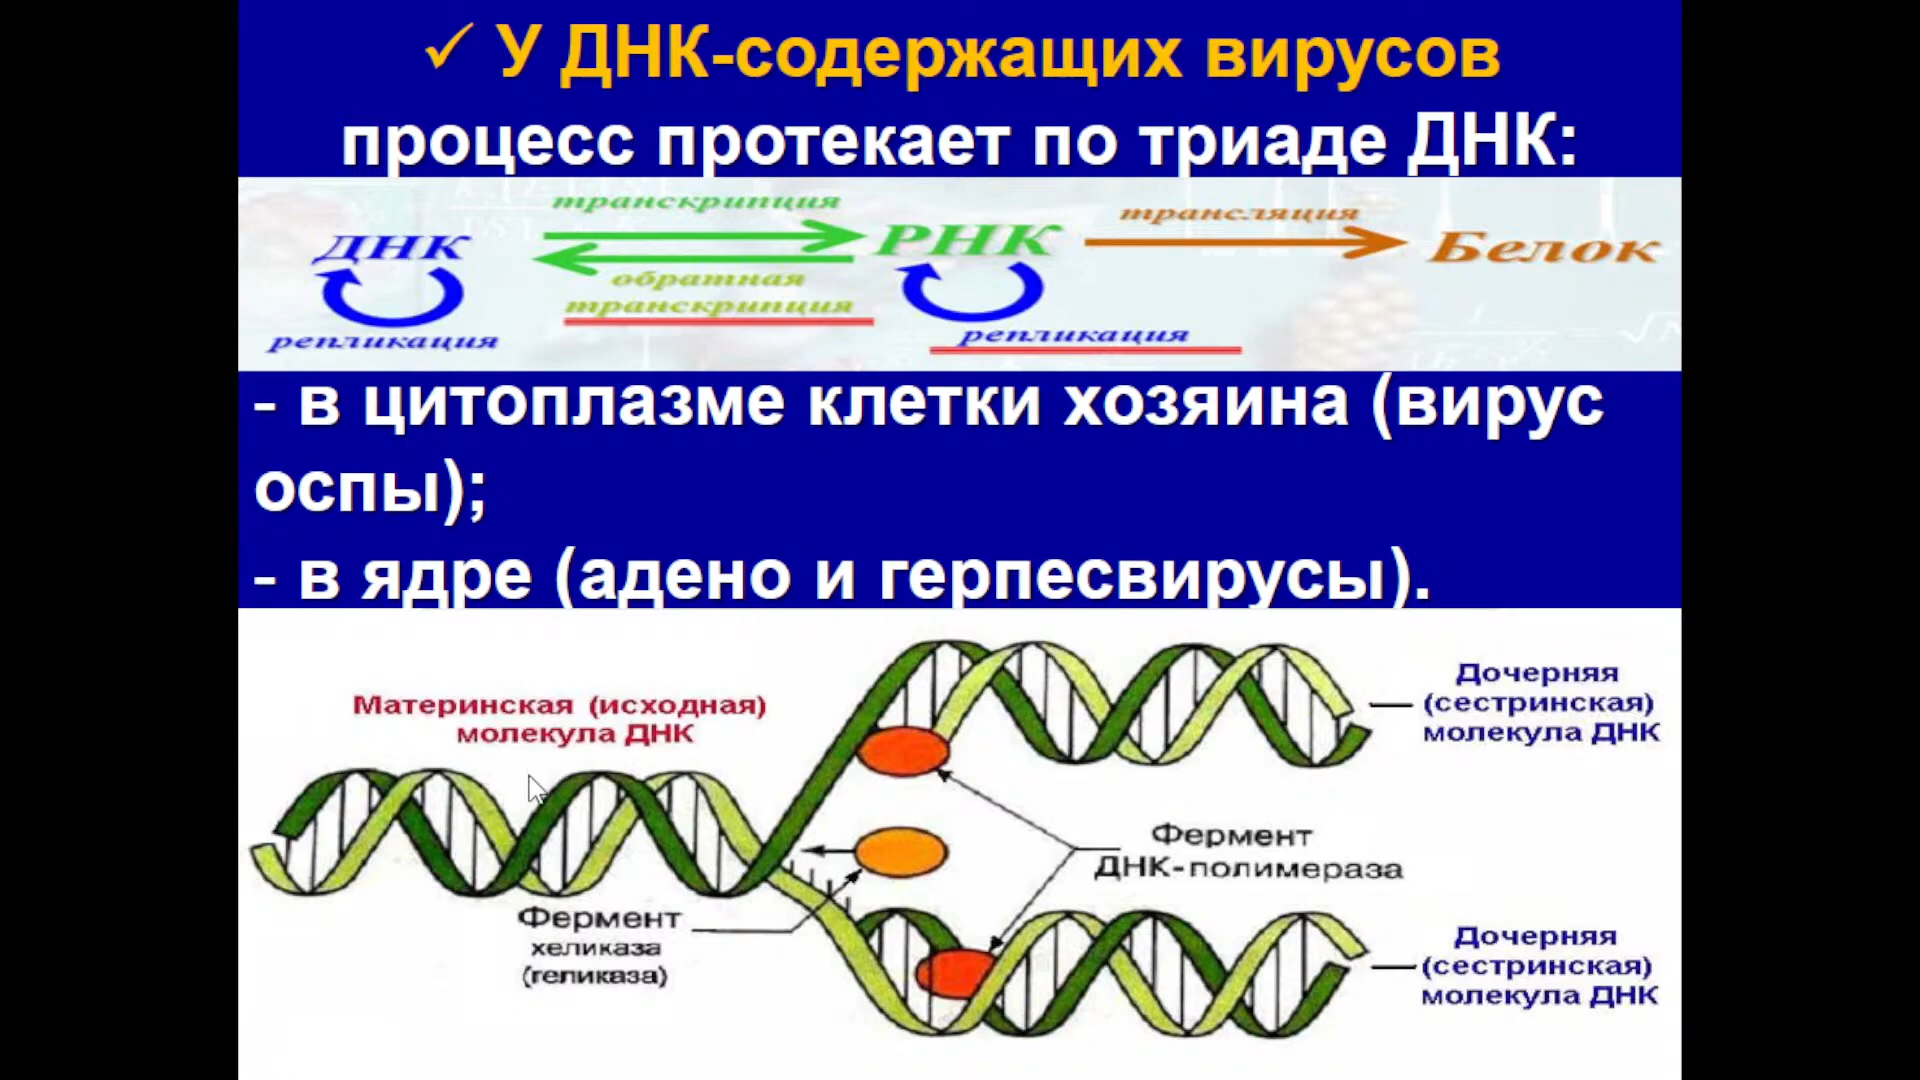 ✓ У ДНК-содержащих вирусов
процесс протекает по триаде ДНК:
транскрипция
трансляция
ДНК
РНК
Белок
обратная
транскрипция
репликация
репликация
- в цитоплазме клетки хозяина (вирус
оспы);
- в ядре (адено и герпесвирусы).
Материнская (исходная)
молекула ДНК
Дочерняя
(сестринская)
молекула ДНК
Фермент
ДНК-полимераза
Фермент
хеликаза
(геликаза)
Дочерняя
(сестринская)
молекула ДНК